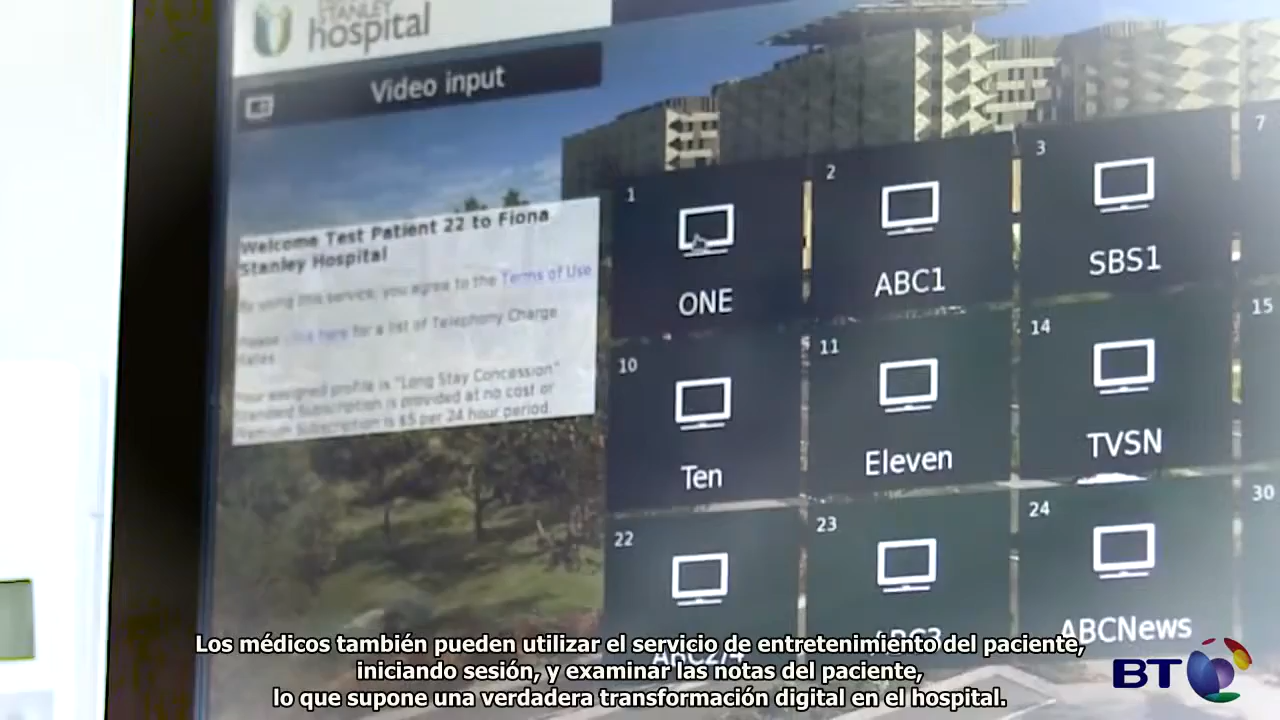 STANLEY
hospital
Video input
Welcome Test Patient 22 to Fiona
Stanley Hospital
By using this service, you agree to the Terms of Use
Please click here for a list of Telephony Charge
Rates
Your assigned profile is "Long Stay Concession"
Standard Subscription is provided at no cost or
Premium Subscription is $5 per 24 hour period.
1
ONE
2
ABC1
3
SBS1
7
10
Ten
11
Eleven
14
TVSN
15
22
ABC2/4
23
ABC3
24
ABCNews
30
Los médicos también pueden utilizar el servicio de entretenimiento del paciente,
iniciando sesión, y examinar las notas del paciente,
lo que supone una verdadera transformación digital en el hospital.
BT